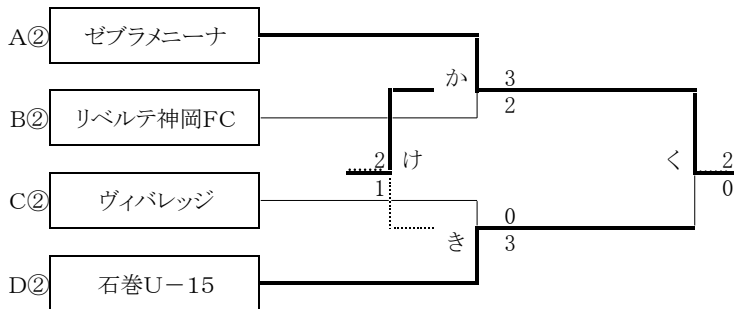 A② ゼブラメニーナ
か 3
B② リベルテ神岡FC 2
2 け く 2
C② ヴィバレッジ 1 0
0
き 3
D② 石巻U－15